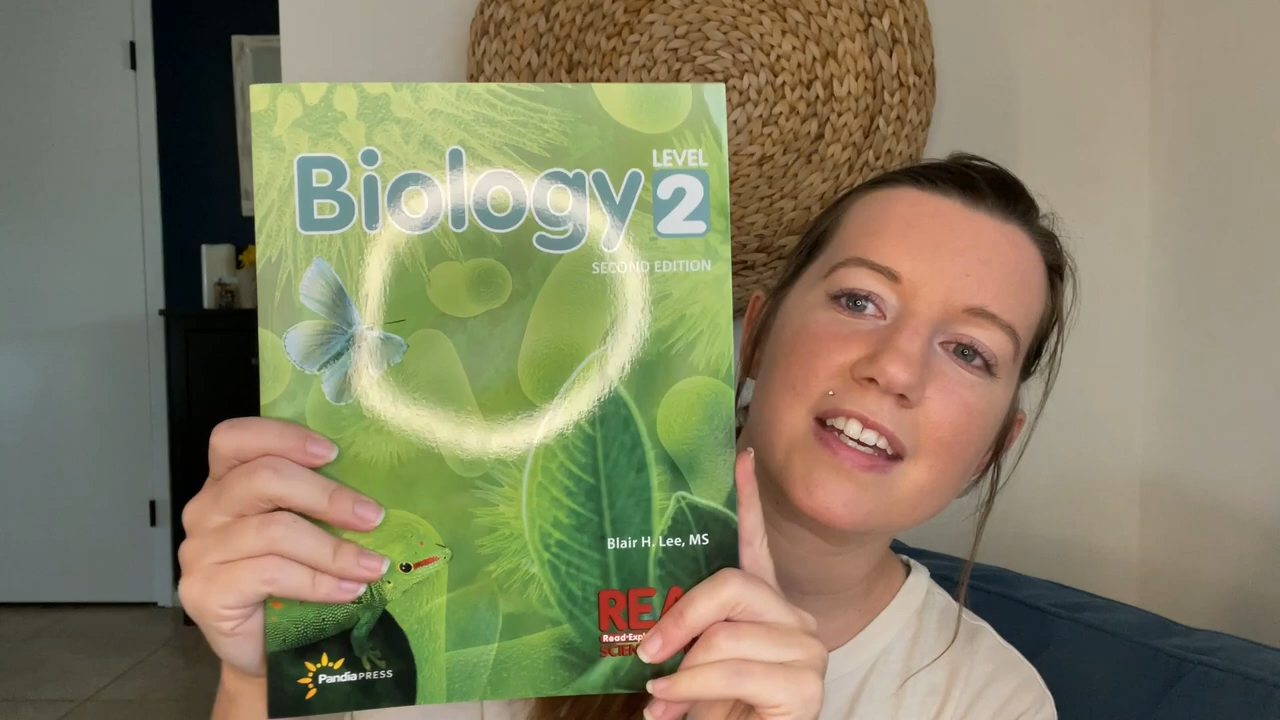 Biology
LEVEL
2
SECOND EDITION
Blair H. Lee, MS
Pandia PRESS